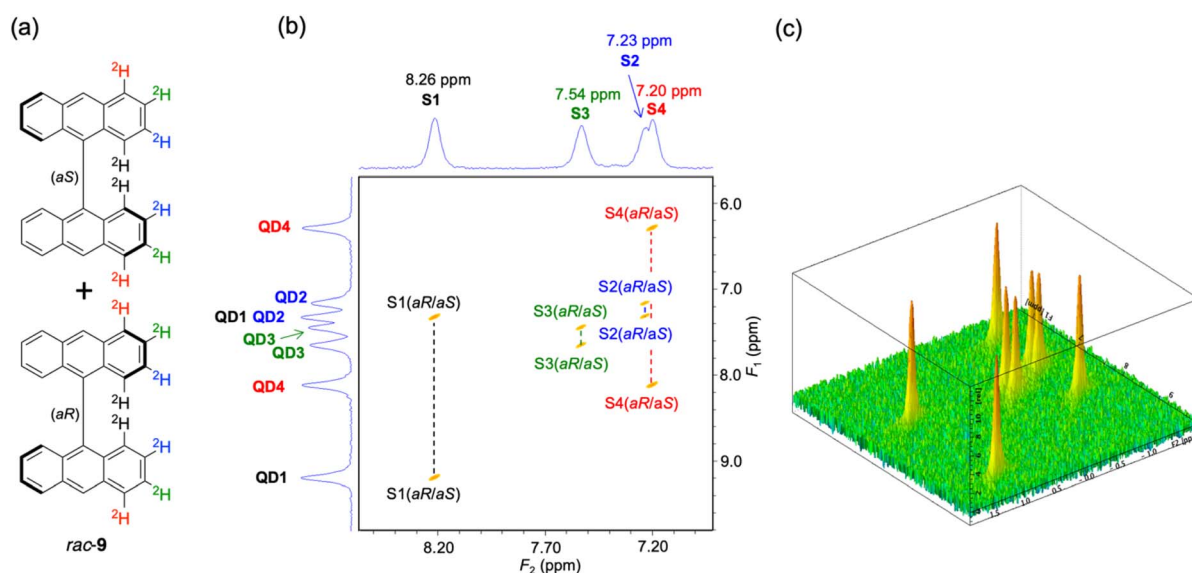 (a)
²H
²H
²H
²H
(aS)
²H
²H
²H
²H
+
²H
²H
²H
²H
(aR)
²H
²H
²H
²H
rac-9
(b)
7.23 ppm
S2
8.26 ppm
S1
7.54 ppm
S3
7.20 ppm
S4
QD4
QD2
QD1 QD2
QD3
QD3
QD4
QD1
S4(aR/aS)
S2(aR/aS)
S1(aR/aS)
S3(aR/aS)
S2(aR/aS)
S3(aR/aS)
S4(aR/aS)
S1(aR/aS)
6.0
7.0
8.0
9.0
F₁ (ppm)
8.20
7.70
7.20
F₂ (ppm)
(c)